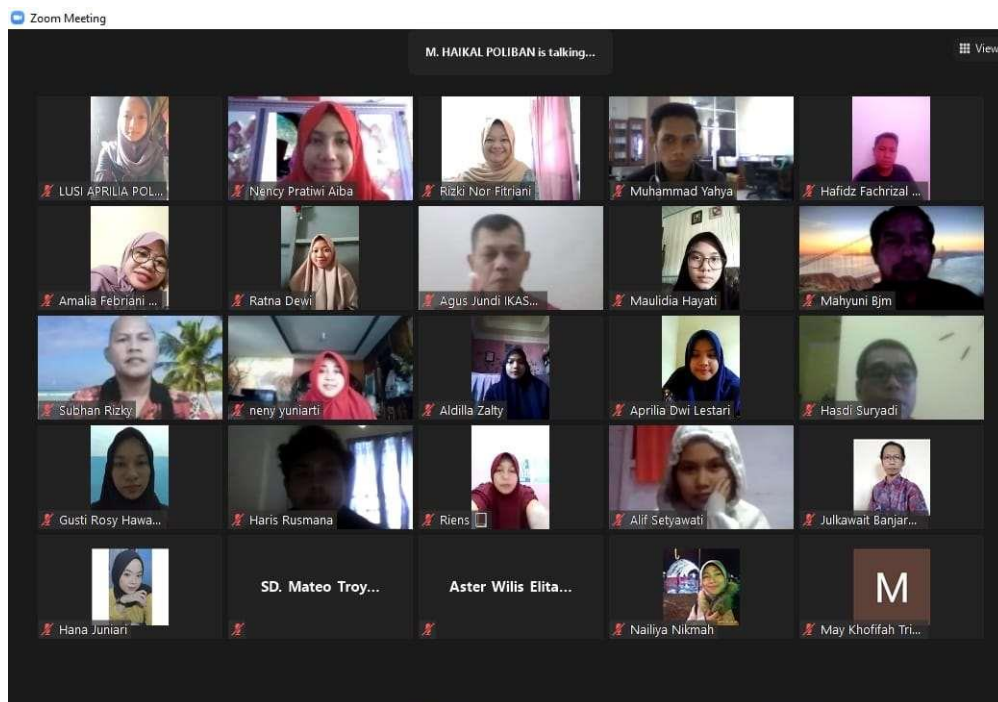 Zoom Meeting
M. HAIKAL POLIBAN is talking...
View
LUSI APRILIA POL...
Nency Pratiwi Aiba
Rizki Nor Fitriani
Muhammad Yahya
Hafidz Fachrizal ...
Amalia Febriani ...
Ratna Dewi
Agus Jundi IKAS...
Maulidia Hayati
Mahyuni Bjm
Subhan Rizky
neny yuniarti
Aldilla Zalty
Aprilia Dwi Lestari
Hasdi Suryadi
Gusti Rosy Hawa...
Haris Rusmana
Riens
Alif Setyawati
Julkawait Banjar...
Hana Juniari
SD. Mateo Troy...
Aster Wilis Elita...
Nailiya Nikmah
M
May Khofifah Tri...